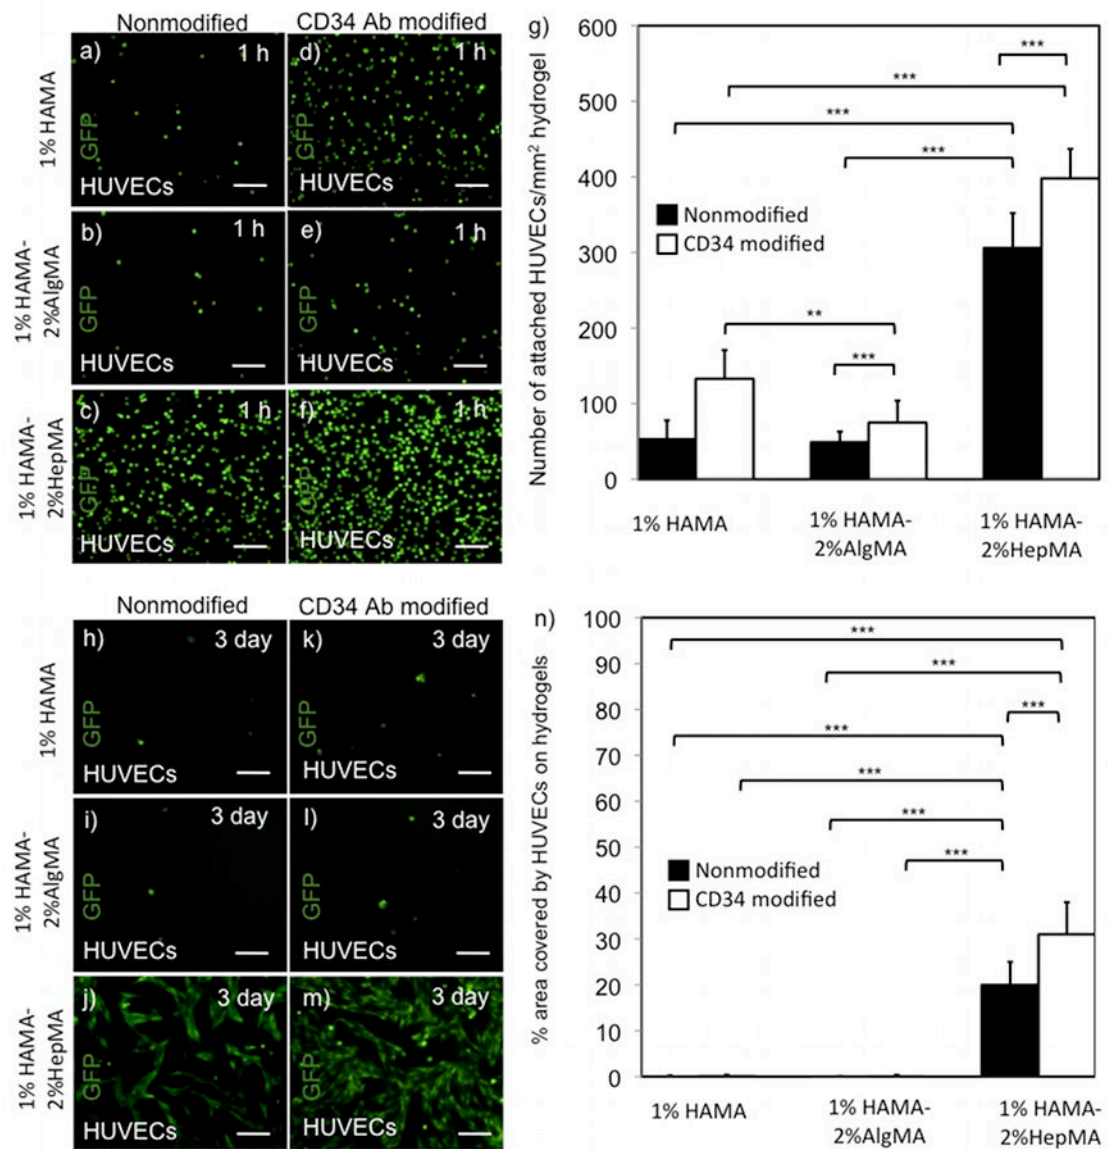 Nonmodified
CD34 Ab modified
1% HAMA
a)
1 h
GFP
HUVECs
d)
1 h
GFP
HUVECs
1% HAMA-
2%AlgMA
b)
1 h
GFP
HUVECs
e)
1 h
GFP
HUVECs
1% HAMA-
2%HepMA
c)
1 h
GFP
HUVECs
f)
1 h
GFP
HUVECs
g)
Number of attached HUVECs/mm² hydrogel
600
500
400
300
200
100
0
***
***
***
***
**
***
Nonmodified
CD34 modified
1% HAMA
1% HAMA-
2%AlgMA
1% HAMA-
2%HepMA
Nonmodified
CD34 Ab modified
1% HAMA
h)
3 day
GFP
HUVECs
k)
3 day
GFP
HUVECs
1% HAMA-
2%AlgMA
i)
3 day
GFP
HUVECs
l)
3 day
GFP
HUVECs
1% HAMA-
2%HepMA
j)
3 day
GFP
HUVECs
m)
3 day
GFP
HUVECs
n)
% area covered by HUVECS on hydrogels
100
90
80
70
60
50
40
30
20
10
0
***
***
***
***
***
***
***
Nonmodified
CD34 modified
1% HAMA
1% HAMA-
2%AlgMA
1% HAMA-
2%HepMA